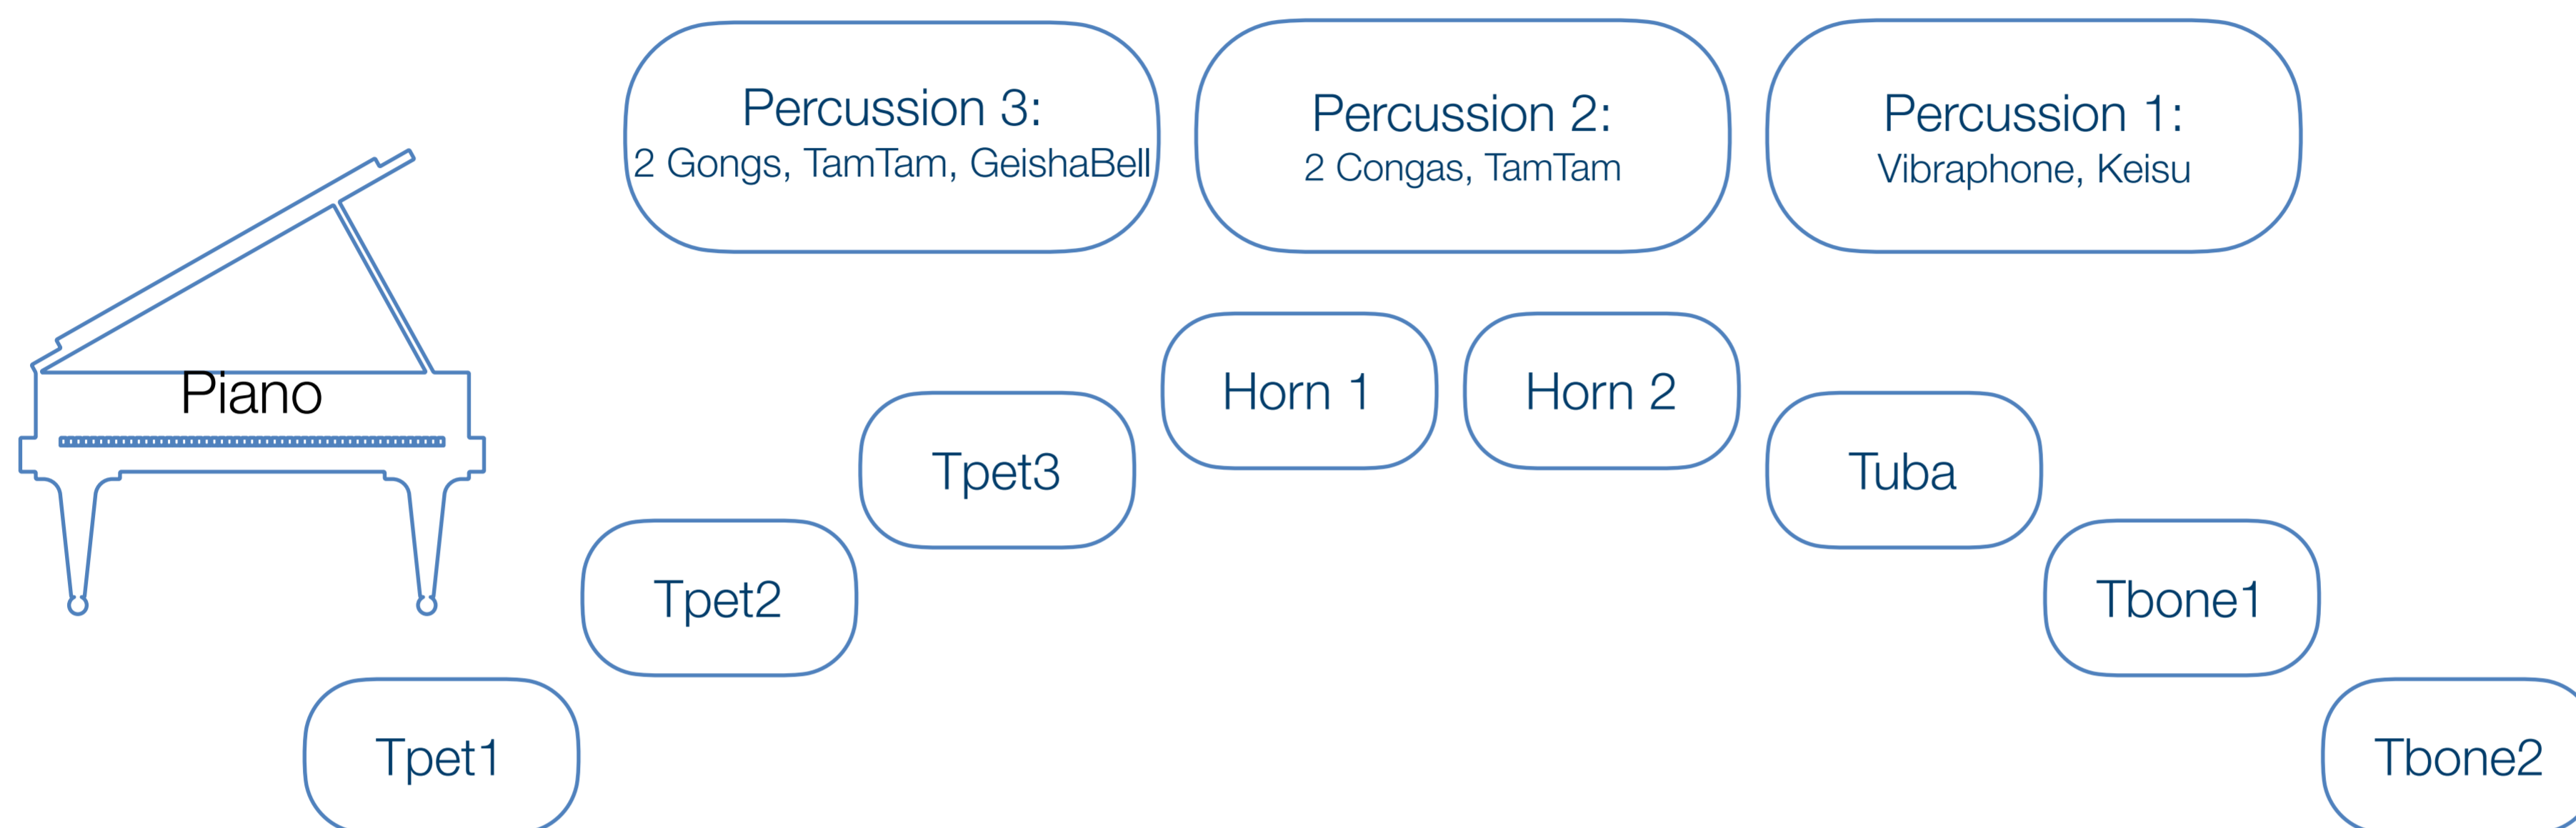 Percussion 3:
2 Gongs, TamTam, GeishaBell
Percussion 2:
2 Congas, TamTam
Percussion 1:
Vibraphone, Keisu
Piano
Horn 1
Horn 2
Tpet3
Tuba
Tpet2
Tbone1
Tpet1
Tbone2